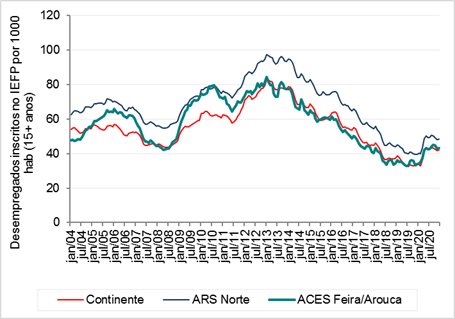 Desempregados inscritos no IEFP por 1000
hab (15+ anos)
120
100
80
60
40
20
0
jan/04
jul/04
jan/05
jul/05
jan/06
jul/06
jan/07
jul/07
jan/08
jul/08
jan/09
jul/09
jan/10
jul/10
jan/11
jul/11
jan/12
jul/12
jan/13
jul/13
jan/14
jul/14
jan/15
jul/15
jan/16
jul/16
jan/17
jul/17
jan/18
jul/18
jan/19
jul/19
jan/20
jul/20
Continente
ARS Norte
ACES Feira/Arouca